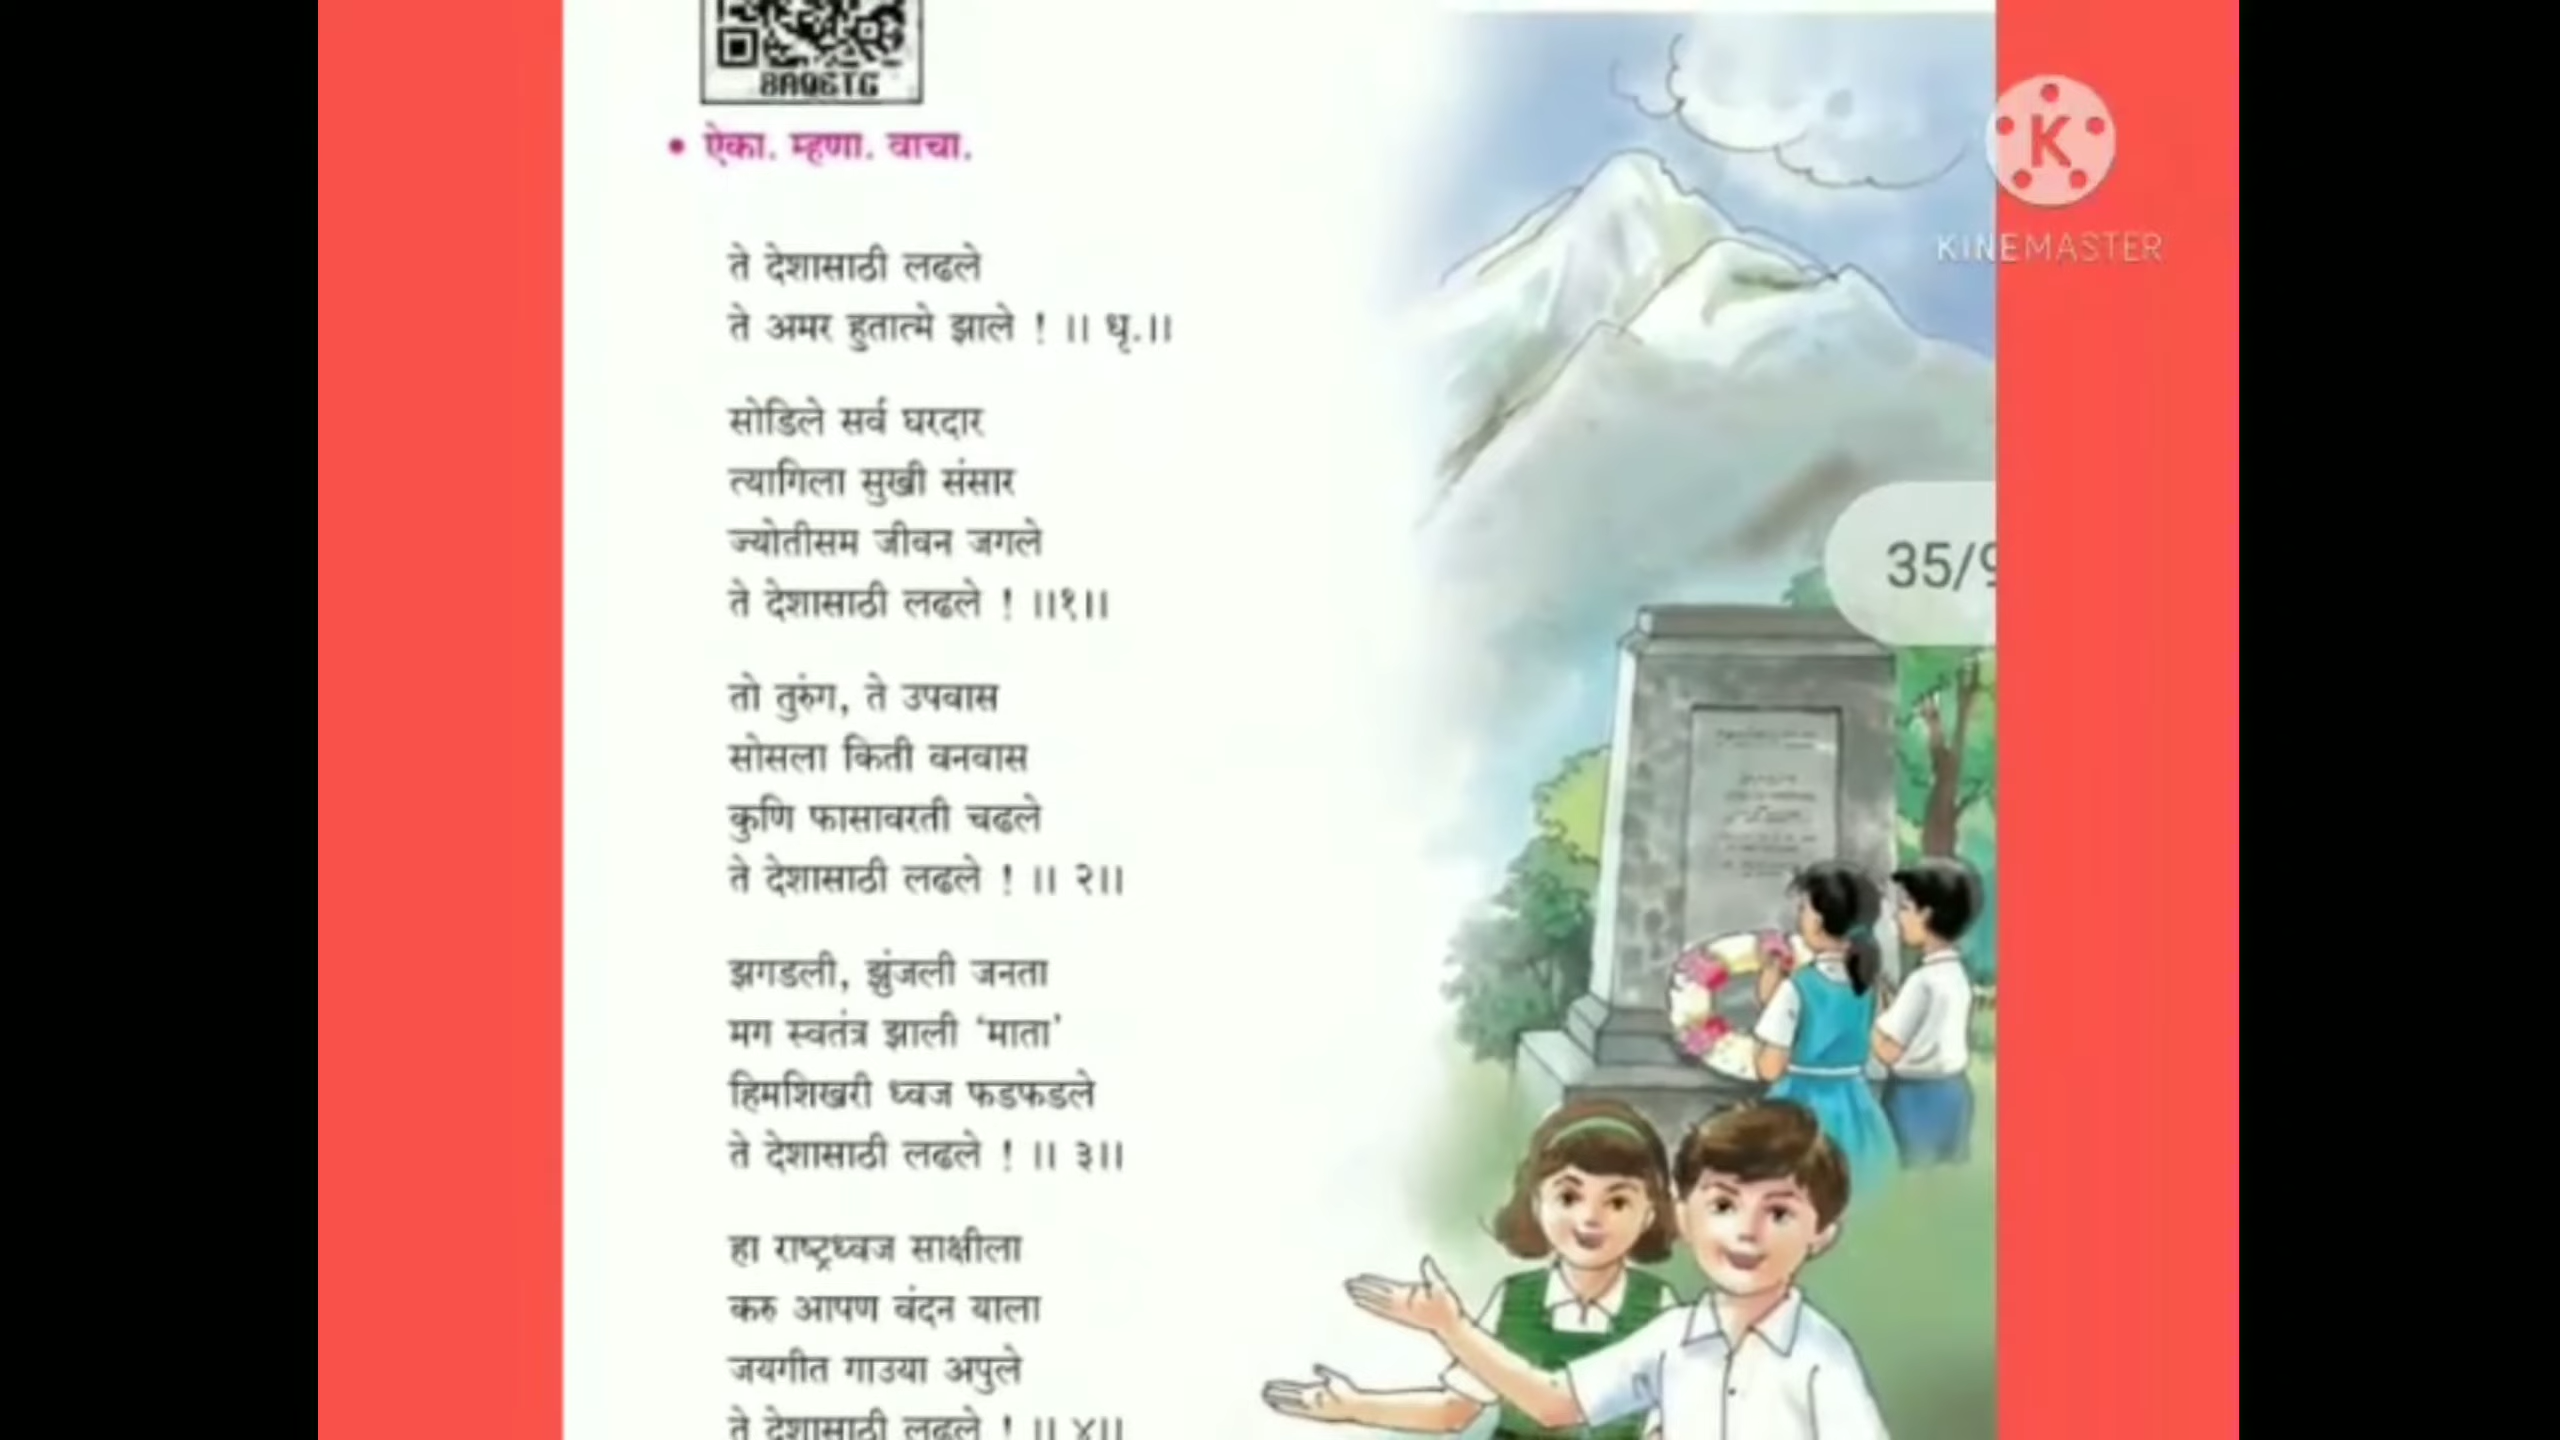 8A96TG
• ऐका. म्हणा. वाचा.
ते देशासाठी लढले
ते अमर हुतात्मे झाले ! ।। धृ.।।
सोडिले सर्व घरदार
त्यागिला सुखी संसार
ज्योतीसम जीवन जगले
ते देशासाठी लढले ! ।।१।।
तो तुरुंग, ते उपवास
सोसला किती वनवास
कुणि फासावरती चढले
ते देशासाठी लढले ! ।। २।।
झगडली, झुंजली जनता
मग स्वतंत्र झाली ‘माता’
हिमशिखरी ध्वज फडफडले
ते देशासाठी लढले ! ।। ३।।
हा राष्ट्रध्वज साक्षीला
करु आपण वंदन याला
जयगीत गाउया अपुले
ते देशासाठी लढले ! ।। ४।।
K
KINEMASTER
35/9